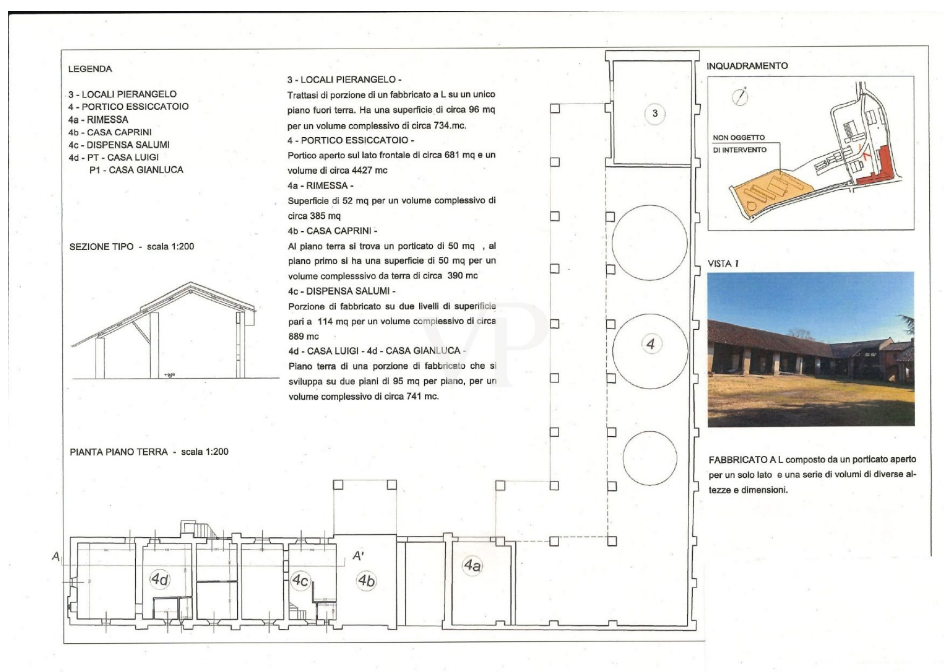 LEGENDA
3 - LOCALI PIERANGELO
4 - PORTICO ESSICCATOIO
4a - RIMESSA
4b - CASA CAPRINI
4c - DISPENSA SALUMI
4d - PT - CASA LUIGI
P1 - CASA GIANLUCA
SEZIONE TIPO - scala 1:200
3 - LOCALI PIERANGELO -
Trattasi di porzione di un fabbricato a L su un unico
piano fuori terra. Ha una superficie di circa 96 mq
per un volume complessivo di circa 734.mc.
4 - PORTICO ESSICCATOIO -
Portico aperto sul lato frontale di circa 681 mq e un
volume di circa 4427 mc
4a - RIMESSA -
Superficie di 52 mq per un volume complessivo di
circa 385 mq
4b - CASA CAPRINI -
Al piano terra si trova un porticato di 50 mq , al
piano primo si ha una superficie di 50 mq per un
volume complesssivo da terra di circa 390 mc
4c - DISPENSA SALUMI -
Porzione di fabbricato su due livelli di superificie
pari a 114 mq per un volume complessivo di circa
889 mc
4d - CASA LUIGI - 4d - CASA GIANLUCA -
Piano terra di una porzione di fabbricato che si
sviluppa su due piani di 95 mq per piano, per un
volume complessivo di circa 741 mc.
VP
PIANTA PIANO TERRA - scala 1:200
3
4
A
A'
4d
4c
4b
4a
INQUADRAMENTO
NON OGGETTO
DI INTERVENTO
VISTA 1
FABBRICATO A L composto da un porticato aperto
per un solo lato e una serie di volumi di diverse al-
tezze e dimensioni.